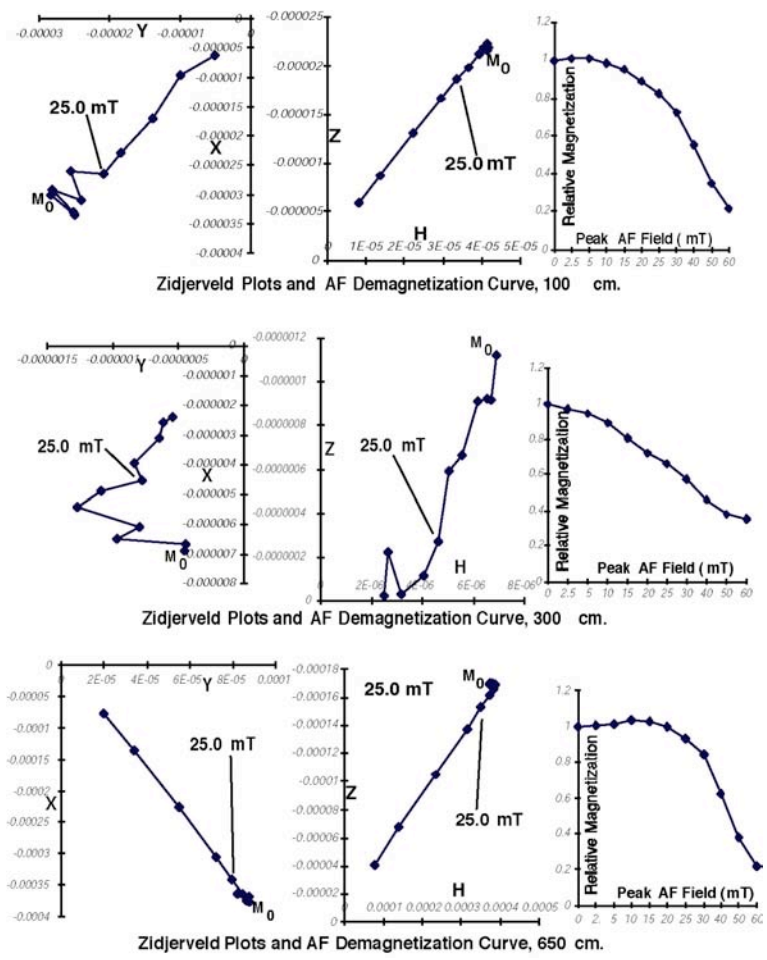 -0.00003 -0.00002 -0.00001 0
Y
-0.000005
-0.00001
-0.000015
-0.00002
X
-0.000025
-0.00003
-0.000035
-0.00004
25.0 mT
M0
-0.000025
-0.00002
-0.000015
Z
-0.00001
-0.000005
0
M0
25.0 mT
H
1E-05 2E-05 3E-05 4E-05 5E-05
1.2
1
0.8
0.6
0.4
0.2
0
Relative Magnetization
Peak AF Field ( mT)
0 2.5 5 10 15 20 25 30 40 50 60
Zidjerveld Plots and AF Demagnetization Curve, 100 cm.
-0.0000015 -0.000001 -0.0000005 0
Y
-0.000001
-0.000002
-0.000003
-0.000004
X
-0.000005
-0.000006
-0.000007
-0.000008
25.0 mT
M0
-0.0000012
-0.000001
-0.0000008
Z
-0.0000006
-0.0000004
-0.0000002
0
M0
25.0 mT
H
2E-06 4E-06 6E-06 8E-06
1.2
1
0.8
0.6
0.4
0.2
0
Relative Magnetization
Peak AF Field ( mT)
0 2.5 5 10 15 20 25 30 40 50 60
Zidjerveld Plots and AF Demagnetization Curve, 300 cm.
0 2E-05 4E-05 6E-05 8E-05 0.0001
Y
-0.00005
-0.0001
-0.00015
-0.0002
X
-0.00025
-0.0003
-0.00035
-0.0004
25.0 mT
M0
-0.00018
-0.00016
-0.00014
-0.00012
-0.0001
Z
-0.00008
-0.00006
-0.00004
-0.00002
0
25.0 mT
M0
25.0 mT
H
0.0001 0.0002 0.0003 0.0004 0.0005
1.2
1
0.8
0.6
0.4
0.2
0
Relative Magnetization
Peak AF Field (mT)
0 2. 5 10 15 20 25 30 40 50 60
Zidjerveld Plots and AF Demagnetization Curve, 650 cm.